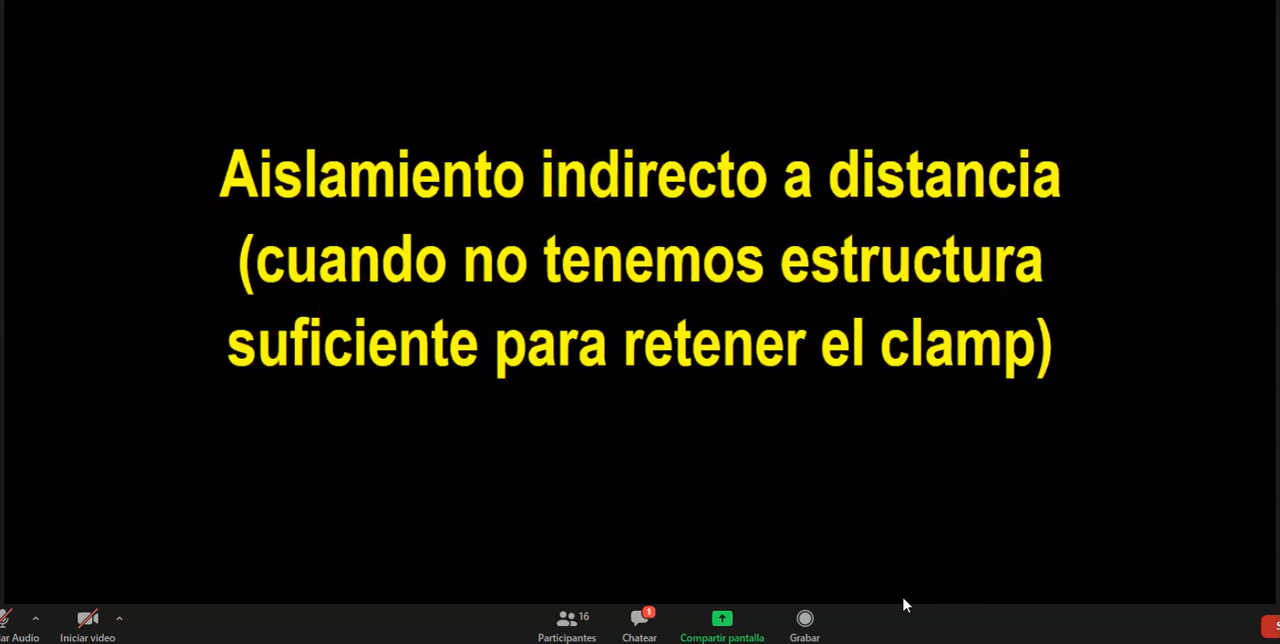 Aislamiento indirecto a distancia
(cuando no tenemos estructura
suficiente para retener el clamp)
16
1
Audio
Iniciar video
Participantes
Chatear
Compartir pantalla
Grabar